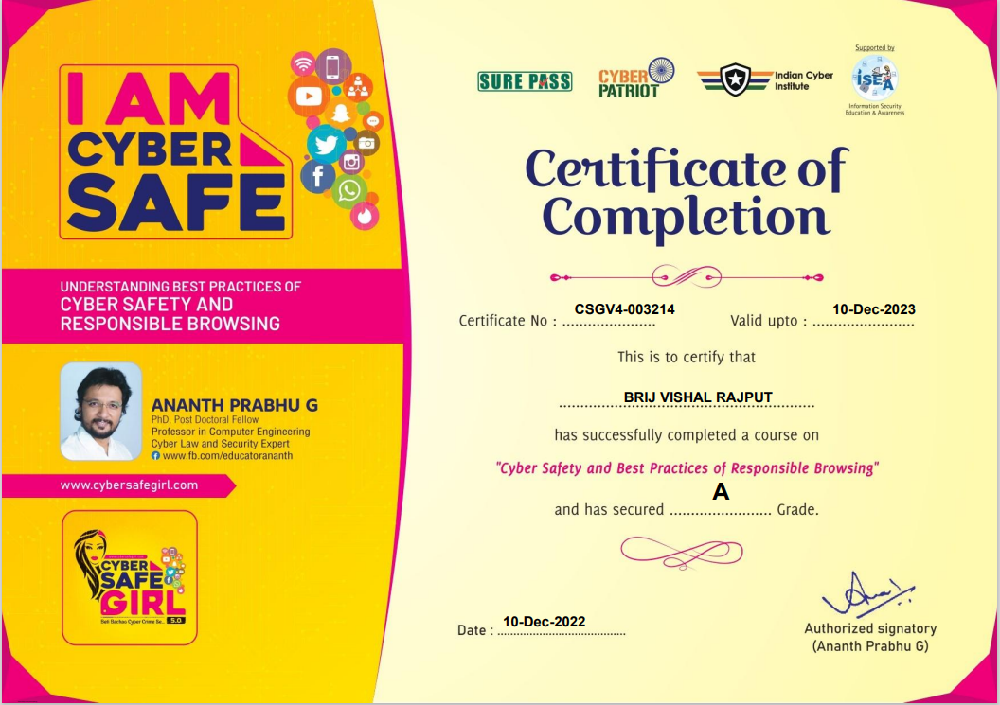 I AM
CYBER
SAFE
UNDERSTANDING BEST PRACTICES OF
CYBER SAFETY AND
RESPONSIBLE BROWSING
ANANTH PRABHU G
PhD, Post Doctoral Fellow
Professor in Computer Engineering
Cyber Law and Security Expert
www.fb.com/educatorananth
www.cybersafegirl.com
CYBER
SAFE
GIRL
Beti Bachao Cyber Crime Se... 5.0
SURE PASS
CYBER
PATRIOT
Indian Cyber
Institute
Supported by
ISEA
Information Security
Education & Awareness
Certificate of
Completion
Certificate No : CSGV4-003214 Valid upto : 10-Dec-2023
This is to certify that
BRIJ VISHAL RAJPUT
has successfully completed a course on
"Cyber Safety and Best Practices of Responsible Browsing"
and has secured A Grade.
Date : 10-Dec-2022
Authorized signatory
(Ananth Prabhu G)